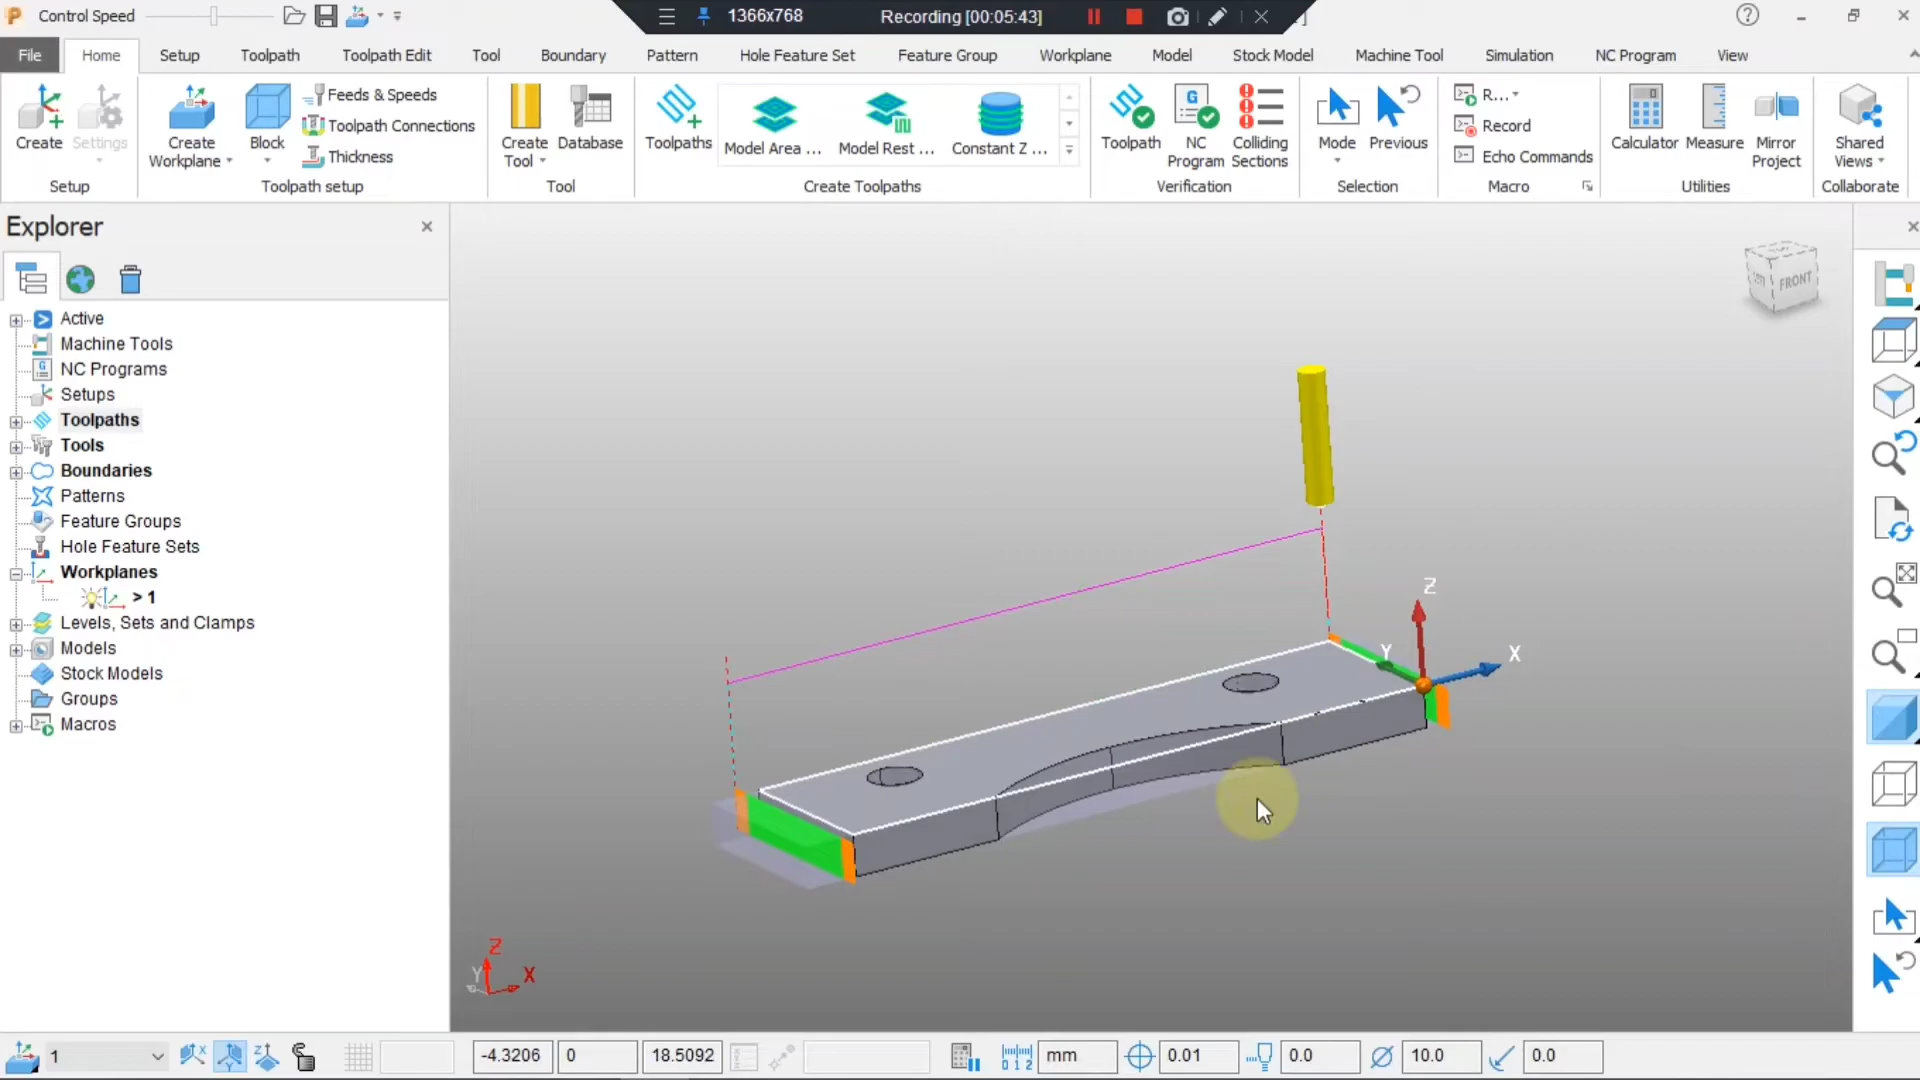 Control Speed
1366x768
Recording [00:05:43]
File
Home
Setup
Toolpath
Toolpath Edit
Tool
Boundary
Pattern
Hole Feature Set
Feature Group
Workplane
Model
Stock Model
Machine Tool
Simulation
NC Program
View
Create
Settings
Setup
Create
Workplane
Block
Feeds & Speeds
Toolpath Connections
Thickness
Toolpath setup
Create
Tool
Database
Tool
Toolpaths
Model Area ...
Model Rest ...
Constant Z ...
Create Toolpaths
Toolpath
NC
Program
Colliding
Sections
Verification
Mode
Previous
Selection
R...
Record
Echo Commands
Macro
Calculator
Measure
Mirror
Project
Utilities
Shared
Views
Collaborate
Explorer
Active
Machine Tools
NC Programs
Setups
Toolpaths
Tools
Boundaries
Patterns
Feature Groups
Hole Feature Sets
Workplanes
> 1
Levels, Sets and Clamps
Models
Stock Models
Groups
Macros
FRONT
Z
Y
X
Z
Y
X
1
-4.3206
0
18.5092
mm
0.01
0.0
10.0
0.0